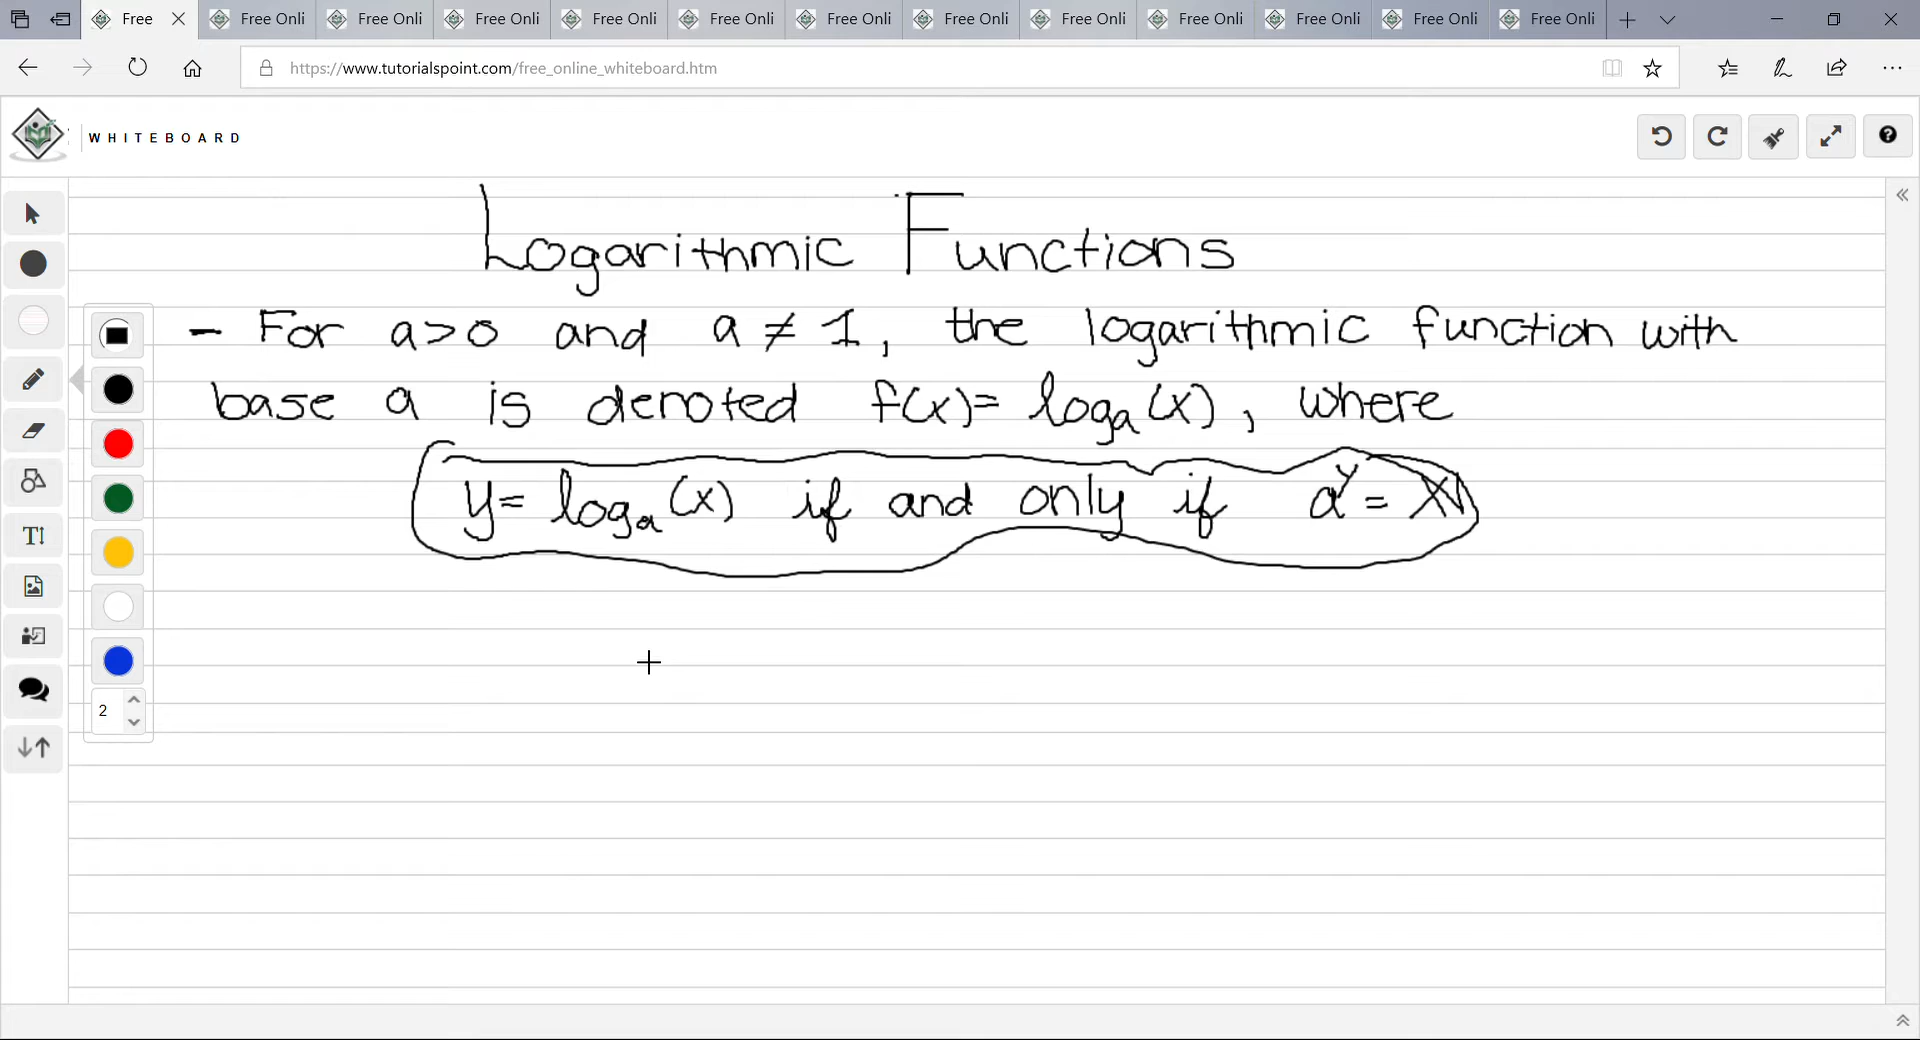 Free Free Onli Free Onli Free Onli Free Onli Free Onli Free Onli Free Onli Free Onli Free Onli Free Onli Free Onli Free Onli
https://www.tutorialspoint.com/free_online_whiteboard.htm
WHITEBOARD
Logarithmic Functions
- For a>0 and a ≠ 1, the logarithmic function with
base a is denoted f(x)= logₐ(x), where
y= logₐ(x) if and only if a^y = x
2